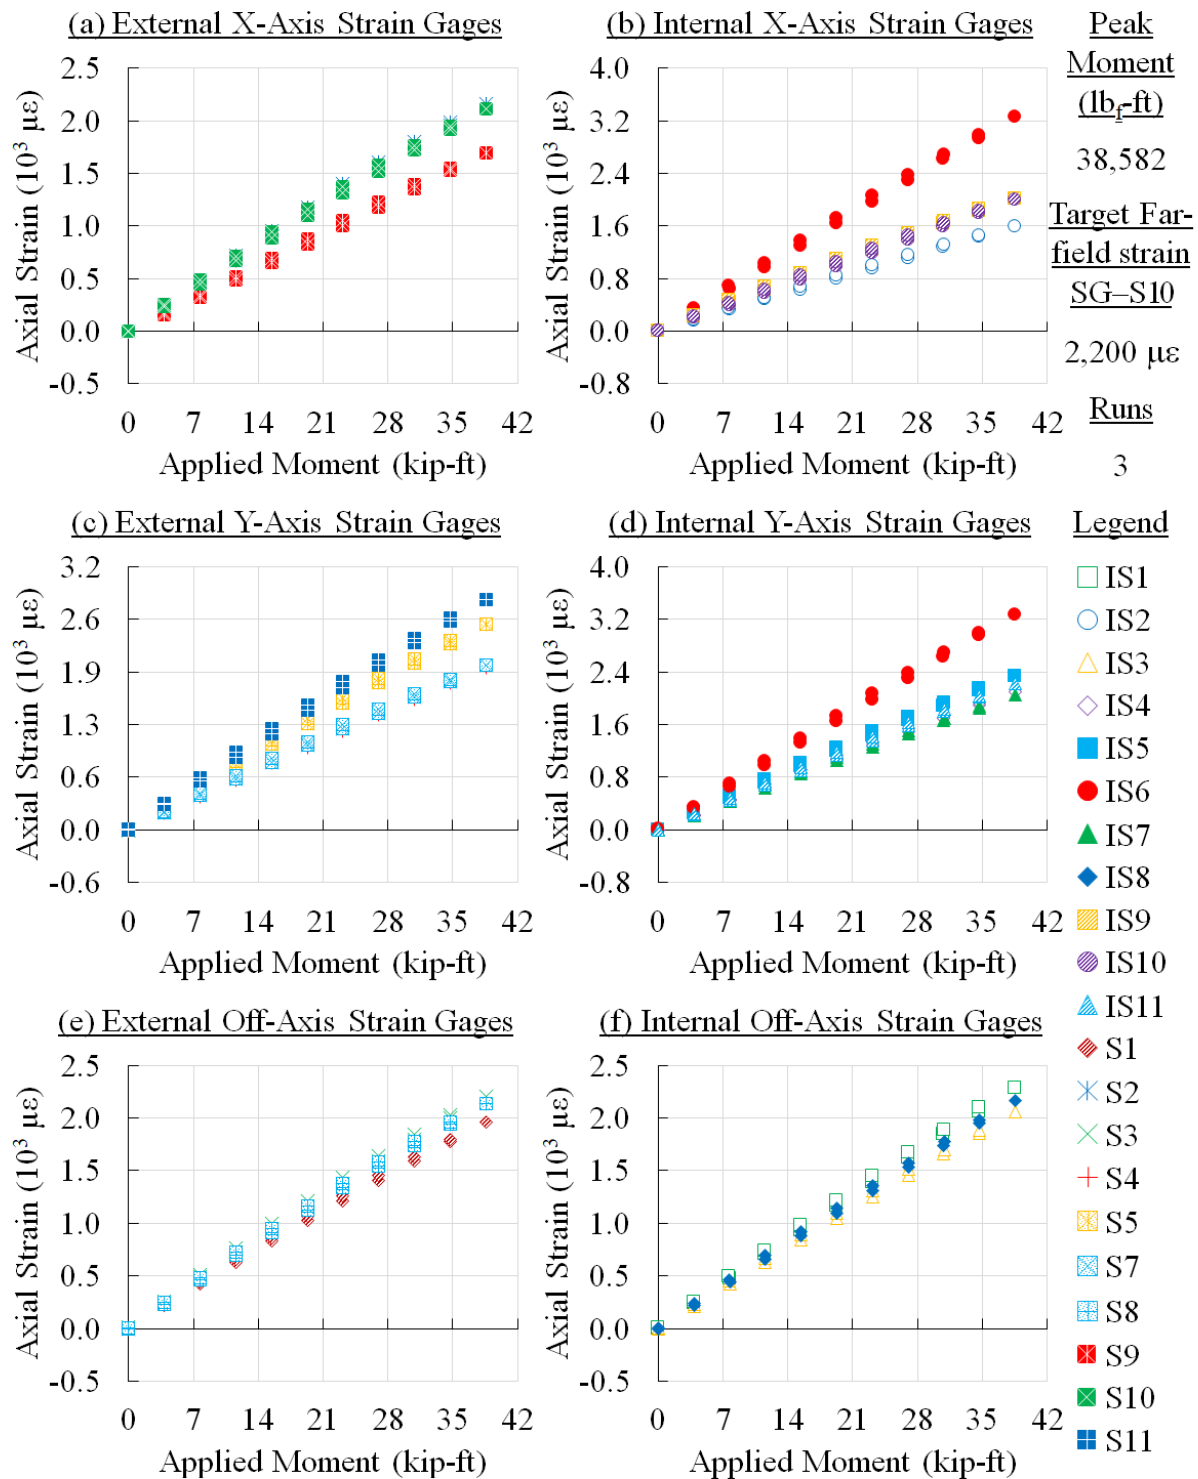 (a) External X-Axis Strain Gages
Axial Strain (10³ με)
2.5
2.0
1.5
1.0
0.5
0.0
-0.5
0 7 14 21 28 35 42
Applied Moment (kip-ft)
(b) Internal X-Axis Strain Gages
Axial Strain (10³ με)
4.0
3.2
2.4
1.6
0.8
0.0
-0.8
0 7 14 21 28 35 42
Applied Moment (kip-ft)
Peak
Moment
(lbf-ft)
38,582
Target Far-
field strain
SG–S10
2,200 με
Runs
3
(c) External Y-Axis Strain Gages
Axial Strain (10³ με)
3.2
2.6
1.9
1.3
0.6
0.0
-0.6
0 7 14 21 28 35 42
Applied Moment (kip-ft)
(d) Internal Y-Axis Strain Gages
Axial Strain (10³ με)
4.0
3.2
2.4
1.6
0.8
0.0
-0.8
0 7 14 21 28 35 42
Applied Moment (kip-ft)
(e) External Off-Axis Strain Gages
Axial Strain (10³ με)
2.5
2.0
1.5
1.0
0.5
0.0
-0.5
0 7 14 21 28 35 42
Applied Moment (kip-ft)
(f) Internal Off-Axis Strain Gages
Axial Strain (10³ με)
2.5
2.0
1.5
1.0
0.5
0.0
-0.5
0 7 14 21 28 35 42
Applied Moment (kip-ft)
Legend
IS1
IS2
IS3
IS4
IS5
IS6
IS7
IS8
IS9
IS10
IS11
S1
S2
S3
S4
S5
S7
S8
S9
S10
S11